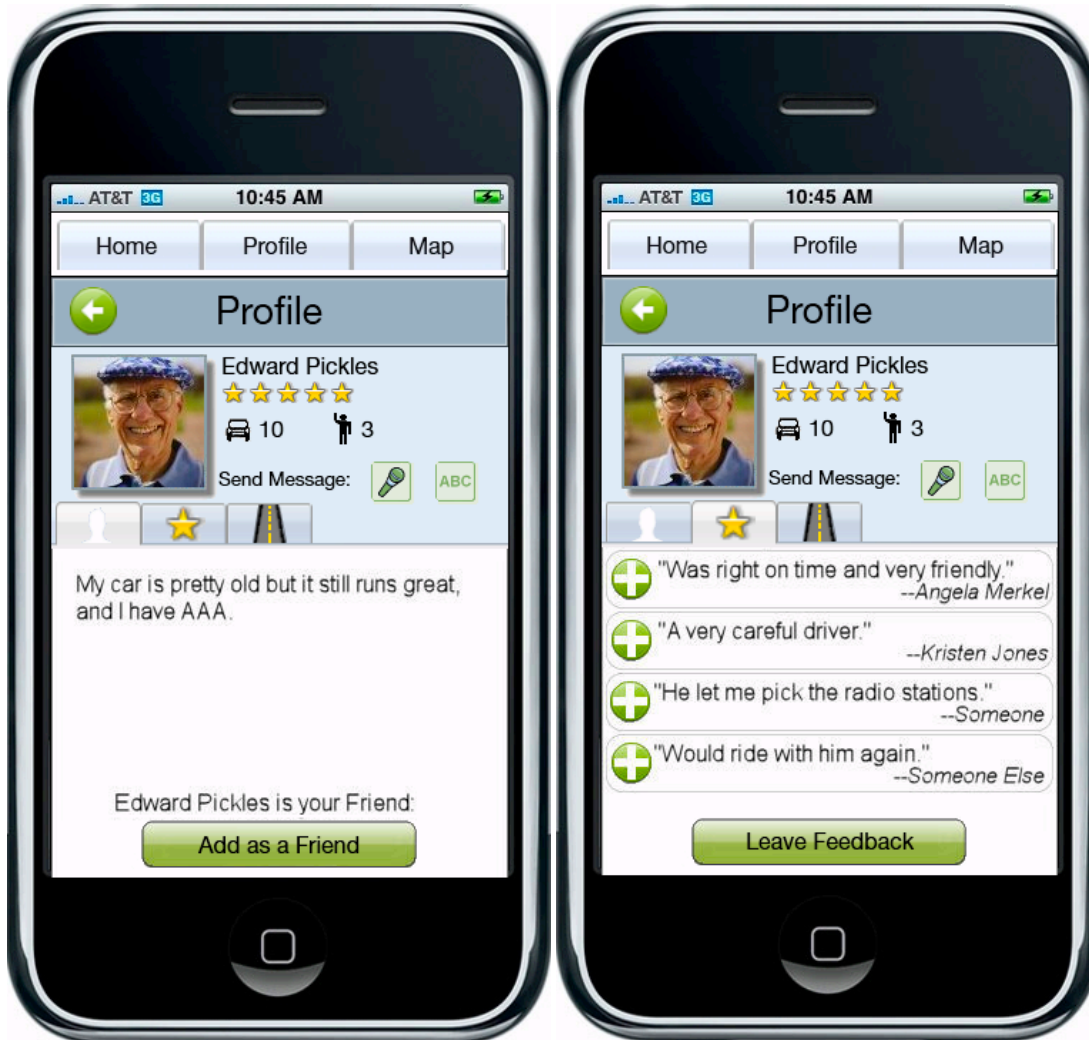 AT&T 3G 10:45 AM
Home Profile Map
Profile
Edward Pickles
10 3
Send Message: ABC
My car is pretty old but it still runs great,
and I have AAA.
Edward Pickles is your Friend:
Add as a Friend
AT&T 3G 10:45 AM
Home Profile Map
Profile
Edward Pickles
10 3
Send Message: ABC
"Was right on time and very friendly."
--Angela Merkel
"A very careful driver."
--Kristen Jones
"He let me pick the radio stations."
--Someone
"Would ride with him again."
--Someone Else
Leave Feedback